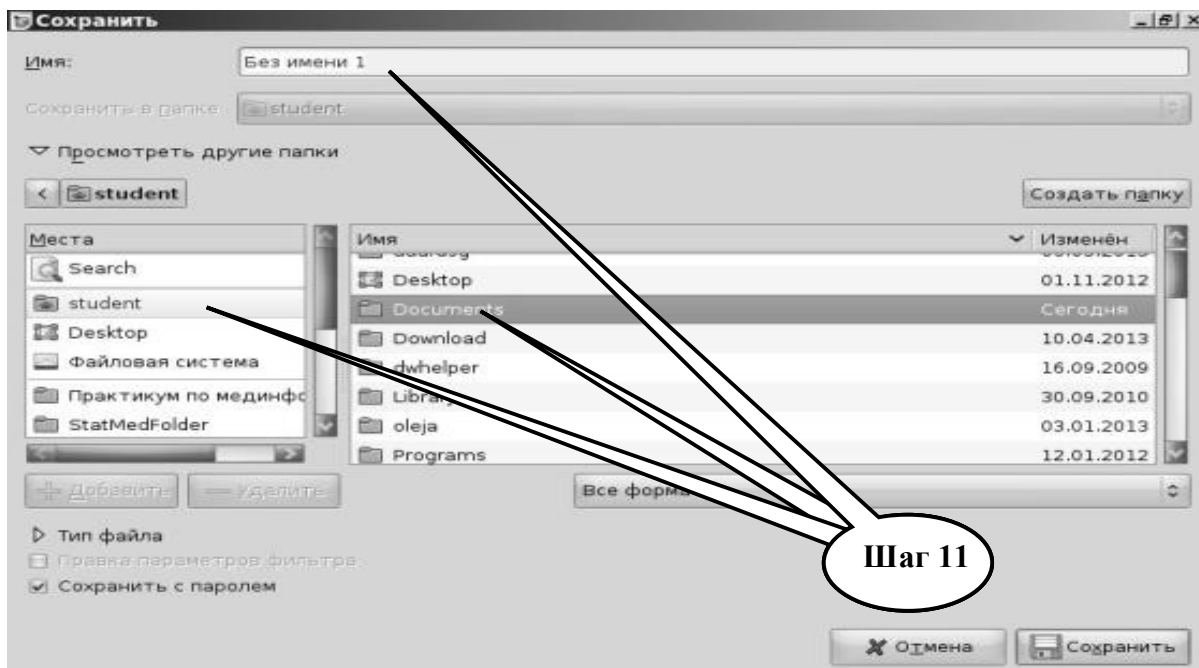 Сохранить
Имя: Без имени 1
Сохранить в папке: student
Просмотреть другие папки
< student Создать папку
Места Имя Изменён
Search
Desktop 01.11.2012
student Documents Сегодня
Desktop Download 10.04.2013
Файловая система dwhelper 16.09.2009
Практикум по мединфо Library 30.09.2010
StatMedFolder oleja 03.01.2013
Programs 12.01.2012
Добавить Удалить Все форма
Тип файла
Правка параметров фильтра
Сохранить с паролем
Шаг 11
Отмена Сохранить